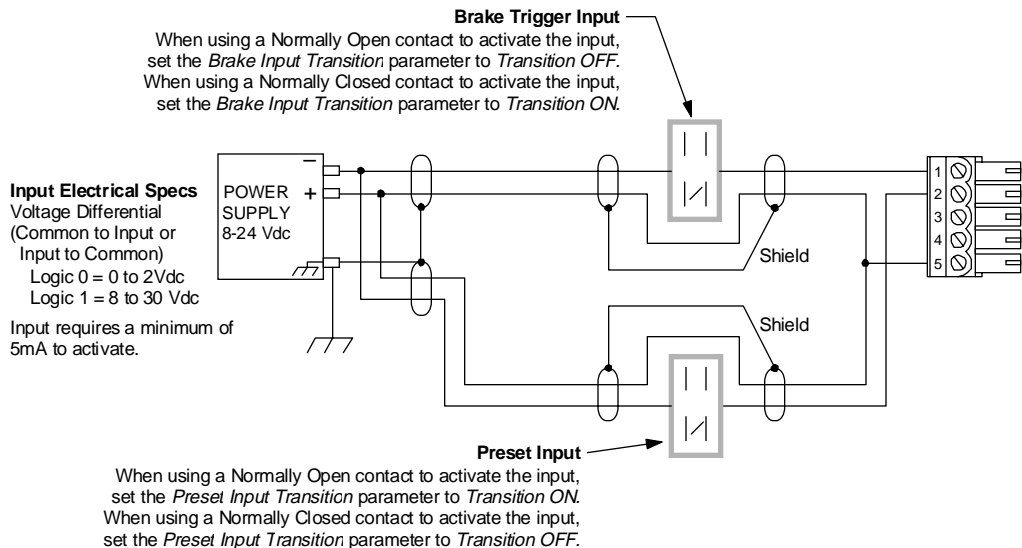 Brake Trigger Input
When using a Normally Open contact to activate the input,
set the Brake Input Transition parameter to Transition OFF.
When using a Normally Closed contact to activate the input,
set the Brake Input Transition parameter to Transition ON.
Input Electrical Specs
Voltage Differential
(Common to Input or
Input to Common)
Logic 0 = 0 to 2Vdc
Logic 1 = 8 to 30 Vdc
Input requires a minimum of
5mA to activate.
POWER
SUPPLY
8-24 Vdc
–
+
Shield
Shield
1
2
3
4
5
Preset Input
When using a Normally Open contact to activate the input,
set the Preset Input Transition parameter to Transition ON.
When using a Normally Closed contact to activate the input,
set the Preset Input Transition parameter to Transition OFF.